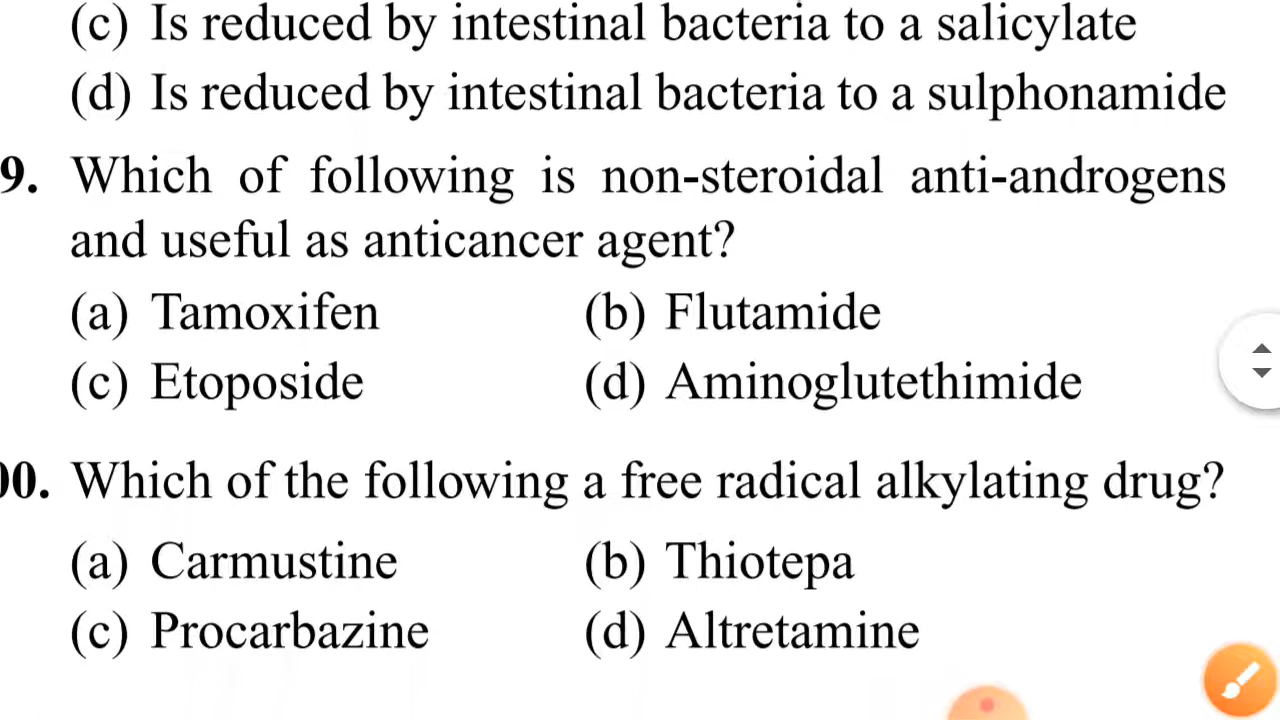 (c) Is reduced by intestinal bacteria to a salicylate
(d) Is reduced by intestinal bacteria to a sulphonamide
9. Which of following is non-steroidal anti-androgens
and useful as anticancer agent?
(a) Tamoxifen (b) Flutamide
(c) Etoposide (d) Aminoglutethimide
00. Which of the following a free radical alkylating drug?
(a) Carmustine (b) Thiotepa
(c) Procarbazine (d) Altretamine